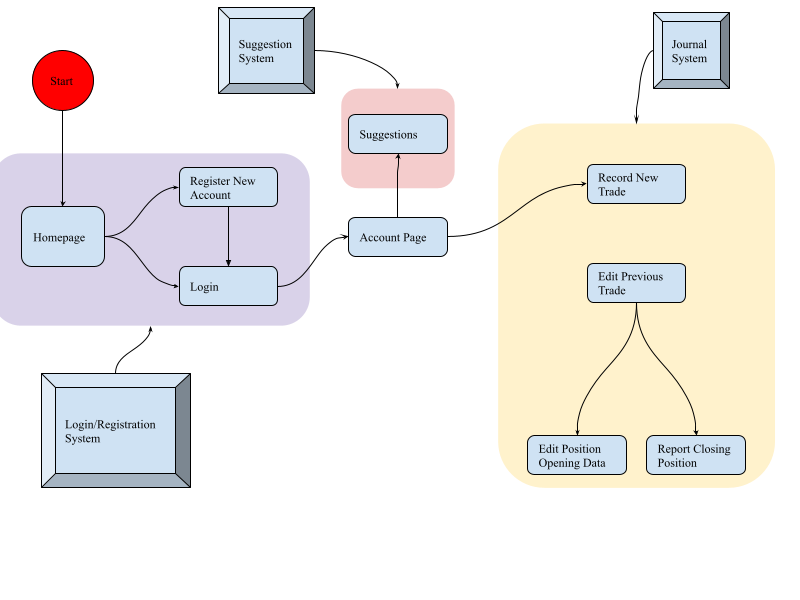 Suggestion
System
Journal
System
Start
Suggestions
Register New
Account
Record New
Trade
Homepage
Account Page
Login
Edit Previous
Trade
Login/Registration
System
Edit Position
Opening Data
Report Closing
Position